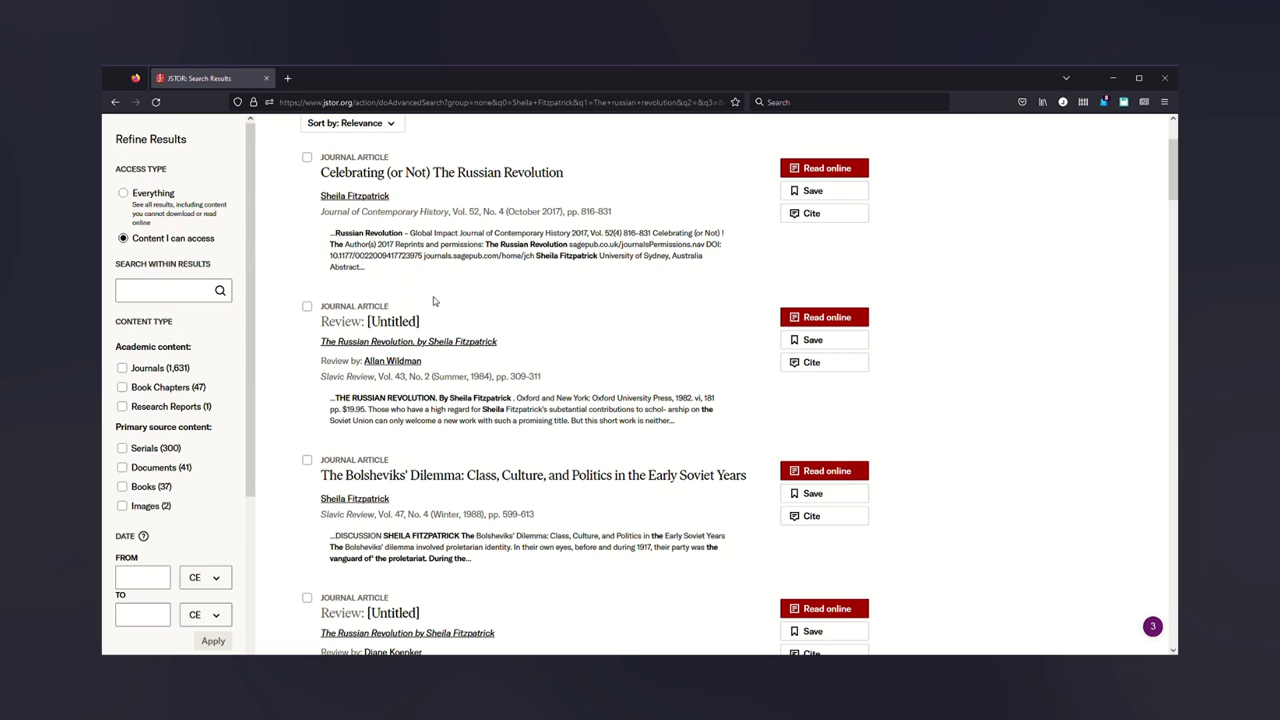 JSTOR: Search Results
https://www.jstor.org/action/doAdvancedSearch?group=none&q0=Sheila+Fitzpatrick&q1=The+russian+revolution&q2=&q3=&
Search
Refine Results
ACCESS TYPE
Everything
See all results, including content
you cannot download or read
online
Content I can access
SEARCH WITHIN RESULTS
CONTENT TYPE
Academic content:
Journals (1,631)
Book Chapters (47)
Research Reports (1)
Primary source content:
Serials (300)
Documents (41)
Books (37)
Images (2)
DATE
FROM
CE
TO
CE
Apply
Sort by: Relevance
JOURNAL ARTICLE
Celebrating (or Not) The Russian Revolution
Sheila Fitzpatrick
Journal of Contemporary History, Vol. 52, No. 4 (October 2017), pp. 816-831
...Russian Revolution – Global Impact Journal of Contemporary History Vol. 52(4) 816–831 Celebrating (or Not) !
The Author(s) 2017 Reprints and permissions: The Russian Revolution sagepub.co.uk/journalsPermissions.nav DOI:
10.1177/0022009417723975 journals.sagepub.com/home/jch Sheila Fitzpatrick University of Sydney, Australia
Abstract...
Read online
Save
Cite
JOURNAL ARTICLE
Review: [Untitled]
The Russian Revolution. by Sheila Fitzpatrick
Review by: Allan Wildman
Slavic Review, Vol. 43, No. 2 (Summer, 1984), pp. 309-311
...THE RUSSIAN REVOLUTION. By Sheila Fitzpatrick . Oxford and New York: Oxford University Press, 1982. vi, 181
pp. $19.95. Those who have a high regard for Sheila Fitzpatrick's substantial contributions to schol- arship on the
Soviet Union can only welcome a new work with such a promising title. But this short work is neither...
Read online
Save
Cite
JOURNAL ARTICLE
The Bolsheviks' Dilemma: Class, Culture, and Politics in the Early Soviet Years
Sheila Fitzpatrick
Slavic Review, Vol. 47, No. 4 (Winter, 1988), pp. 599-613
...DISCUSSION SHEILA FITZPATRICK The Bolsheviks' Dilemma: Class, Culture, and Politics in the Early Soviet Years
The Bolsheviks' dilemma involved proletarian identity. In their own eyes, before and during 1917, their party was the
vanguard of' the proletariat. During the...
Read online
Save
Cite
JOURNAL ARTICLE
Review: [Untitled]
The Russian Revolution by Sheila Fitzpatrick
Review by: Diane Koenker
Read online
Save
Cite
3